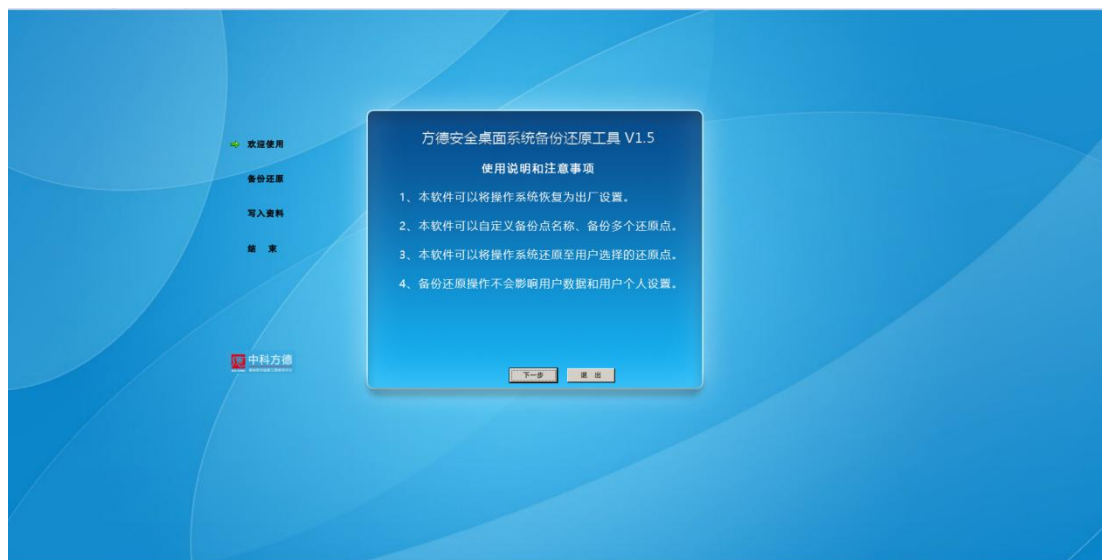 欢迎使用
备份还原
写入资料
结 束
中科方德
方德安全桌面系统备份还原工具 V1.5
使用说明和注意事项
1、本软件可以将操作系统恢复为出厂设置。
2、本软件可以自定义备份点名称、备份多个还原点。
3、本软件可以将操作系统还原至用户选择的还原点。
4、备份还原操作不会影响用户数据和用户个人设置。
下一步
退 出